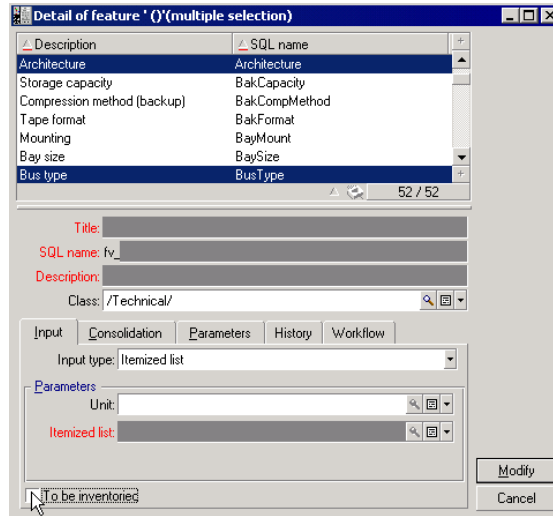 Detail of feature ' ()'(multiple selection)
Description SQL name
Architecture Architecture
Storage capacity BakCapacity
Compression method (backup) BakCompMethod
Tape format BakFormat
Mounting BayMount
Bay size BaySize
Bus type BusType
52 / 52
Title:
SQL name: fv_
Description:
Class: /Technical/
Input Consolidation Parameters History Workflow
Input type: Itemized list
Parameters
Unit:
Itemized list:
To be inventoried
Modify
Cancel